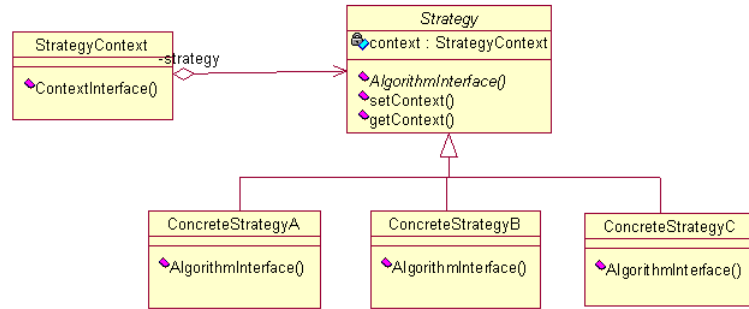 Strategy
context : StrategyContext
AlgorithmInterface()
setContext()
getContext()
StrategyContext
-strategy
ContextInterface()
ConcreteStrategyA
AlgorithmInterface()
ConcreteStrategyB
AlgorithmInterface()
ConcreteStrategyC
AlgorithmInterface()